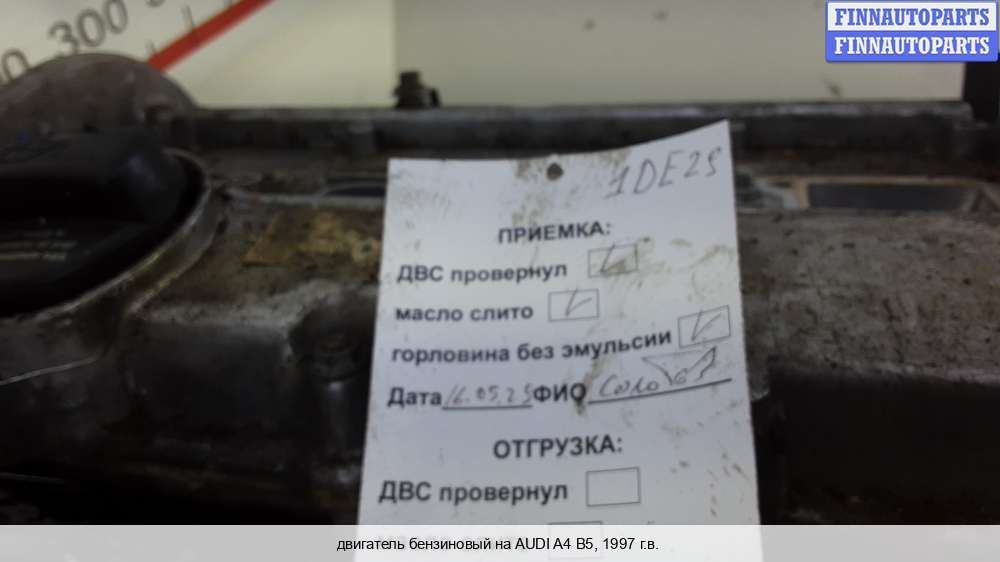 300
FINNAUTOPARTS
FINNAUTOPARTS
1DE25
ПРИЕМКА:
ДВС провернул
масло слито
горловина без эмульсии
Дата 16.05.25 ФИО
ОТГРУЗКА:
ДВС провернул
двигатель бензиновый на AUDI A4 B5, 1997 г.в.